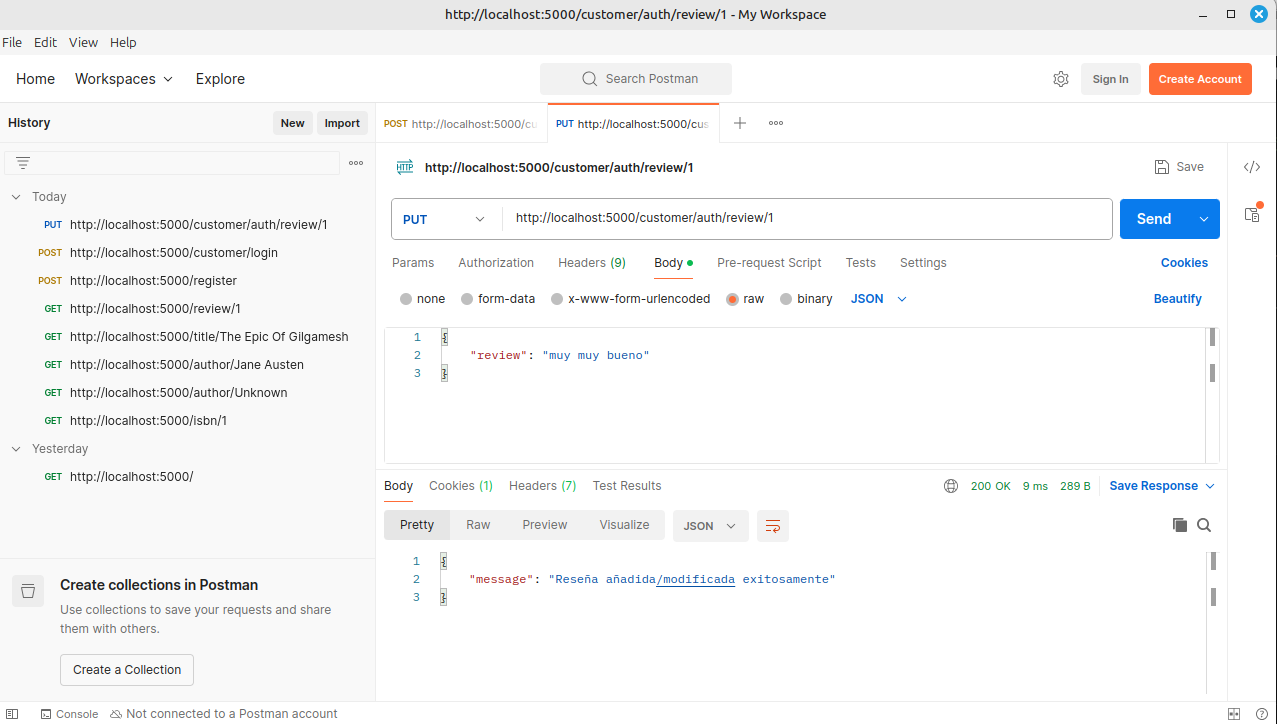 http://localhost:5000/customer/auth/review/1 - My Workspace
File Edit View Help
Home Workspaces Explore
Search Postman
Sign In
Create Account
History
New
Import
POST http://localhost:5000/cu
PUT http://localhost:5000/cus
HTTP http://localhost:5000/customer/auth/review/1
Save
Today
PUT http://localhost:5000/customer/auth/review/1
POST http://localhost:5000/customer/login
POST http://localhost:5000/register
GET http://localhost:5000/review/1
GET http://localhost:5000/title/The Epic Of Gilgamesh
GET http://localhost:5000/author/Jane Austen
GET http://localhost:5000/author/Unknown
GET http://localhost:5000/isbn/1
Yesterday
GET http://localhost:5000/
Create collections in Postman
Use collections to save your requests and share
them with others.
Create a Collection
PUT http://localhost:5000/customer/auth/review/1
Send
Params Authorization Headers (9) Body Pre-request Script Tests Settings
Cookies
none form-data x-www-form-urlencoded raw binary JSON
Beautify
1 {
2 "review": "muy muy bueno"
3 }
Body Cookies (1) Headers (7) Test Results
200 OK 9 ms 289 B Save Response
Pretty Raw Preview Visualize JSON
1 {
2 "message": "Reseña añadida/modificada exitosamente"
3 }
Console Not connected to a Postman account